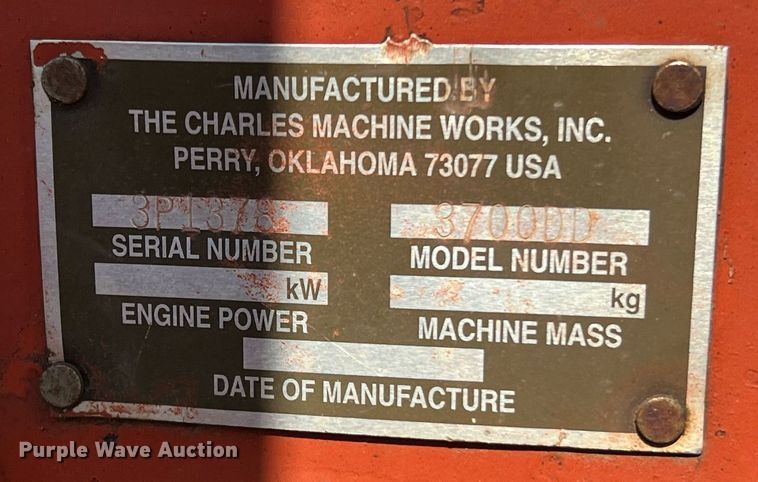 MANUFACTURED BY
THE CHARLES MACHINE WORKS, INC.
PERRY, OKLAHOMA 73077 USA
3P1378 3700DD
SERIAL NUMBER MODEL NUMBER
kW kg
ENGINE POWER MACHINE MASS
DATE OF MANUFACTURE
Purple Wave Auction